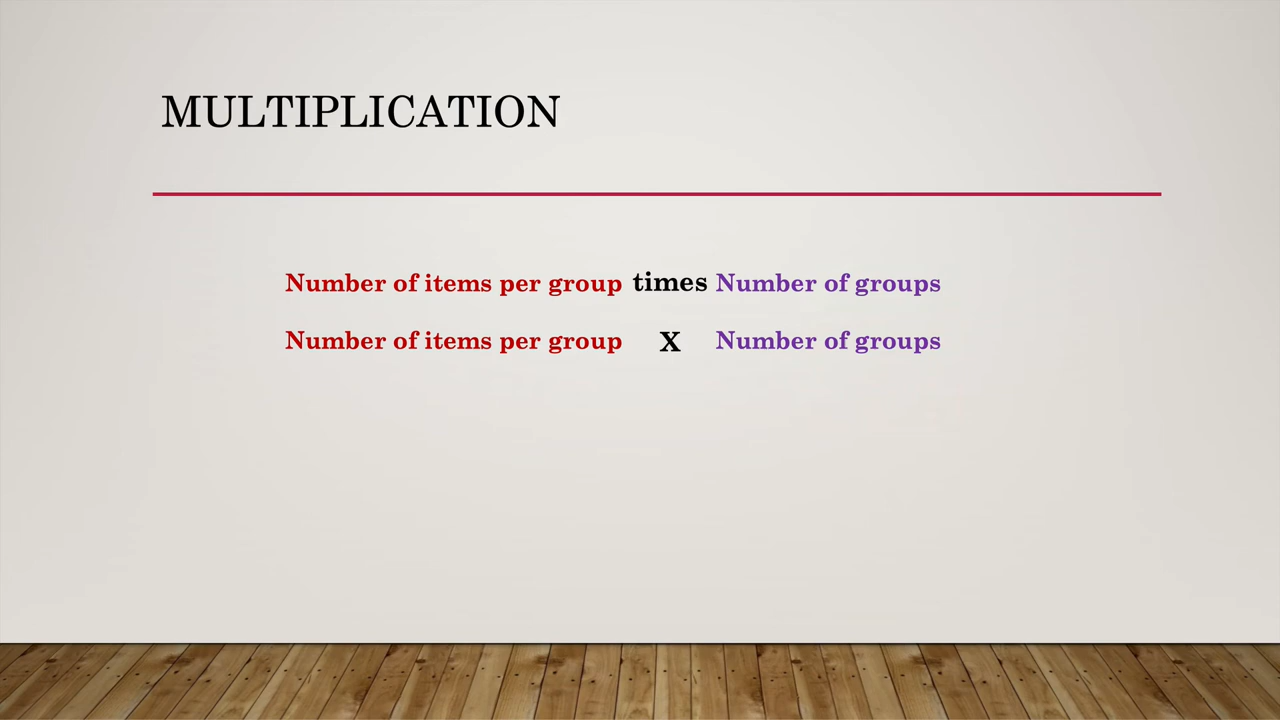 MULTIPLICATION
Number of items per group times Number of groups
Number of items per group X Number of groups